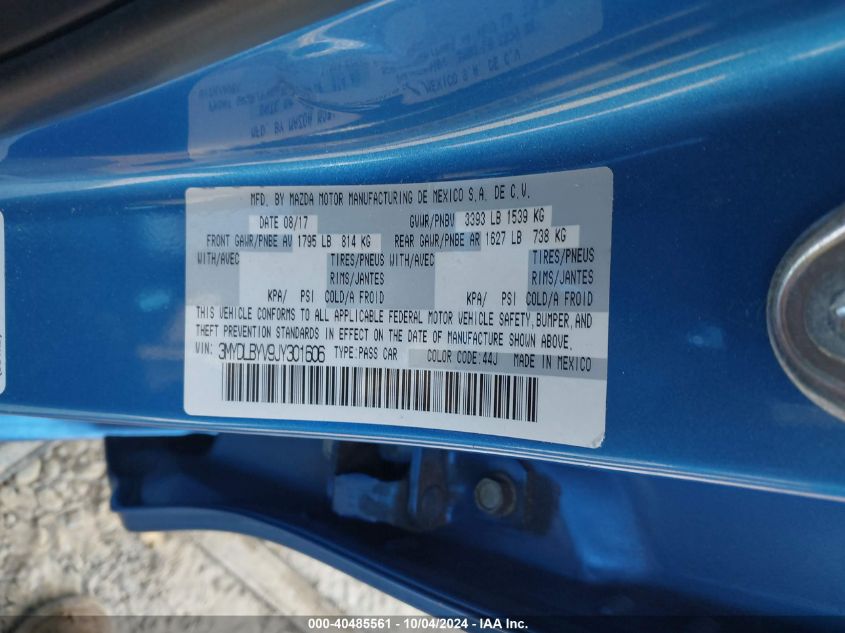 MFD. BY MAZDA MOTOR MANUFACTURING DE MEXICO S.A. DE C.V.
DATE 08/17 GVWR/PNBV 3393 LB 1539 KG
FRONT GAWR/PNBE AV 1795 LB 814 KG REAR GAWR/PNBE AR 1627 LB 738 KG
WITH/AVEC TIRES/PNEUS WITH/AVEC TIRES/PNEUS
RIMS/JANTES RIMS/JANTES
KPA/ PSI COLD/A FROID KPA/ PSI COLD/A FROID
THIS VEHICLE CONFORMS TO ALL APPLICABLE FEDERAL MOTOR VEHICLE SAFETY, BUMPER, AND
THEFT PREVENTION STANDARDS IN EFFECT ON THE DATE OF MANUFACTURE SHOWN ABOVE.
VIN: 3MYDLBYV9JY301606 TYPE:PASS CAR COLOR CODE:44J MADE IN MEXICO
000-40485561 - 10/04/2024 - IAA Inc.